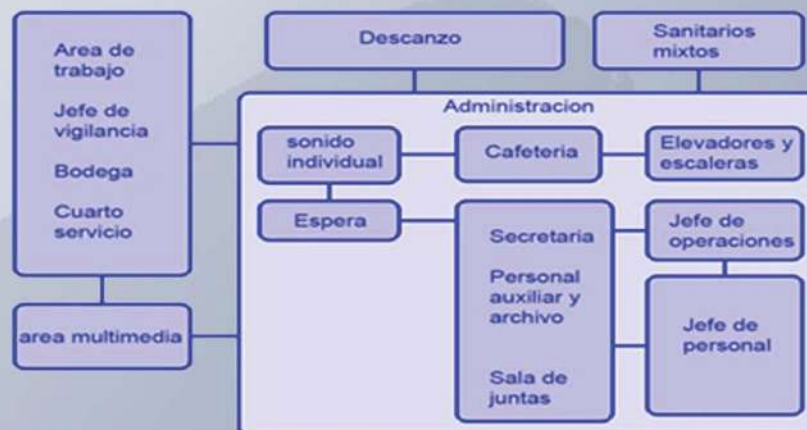 Area de
trabajo
Jefe de
vigilancia
Bodega
Cuarto
servicio
area multimedia
Descanzo
Sanitarios
mixtos
Administracion
sonido
individual
Cafeteria
Elevadores y
escaleras
Espera
Secretaria
Personal
auxiliar y
archivo
Sala de
juntas
Jefe de
operaciones
Jefe de
personal